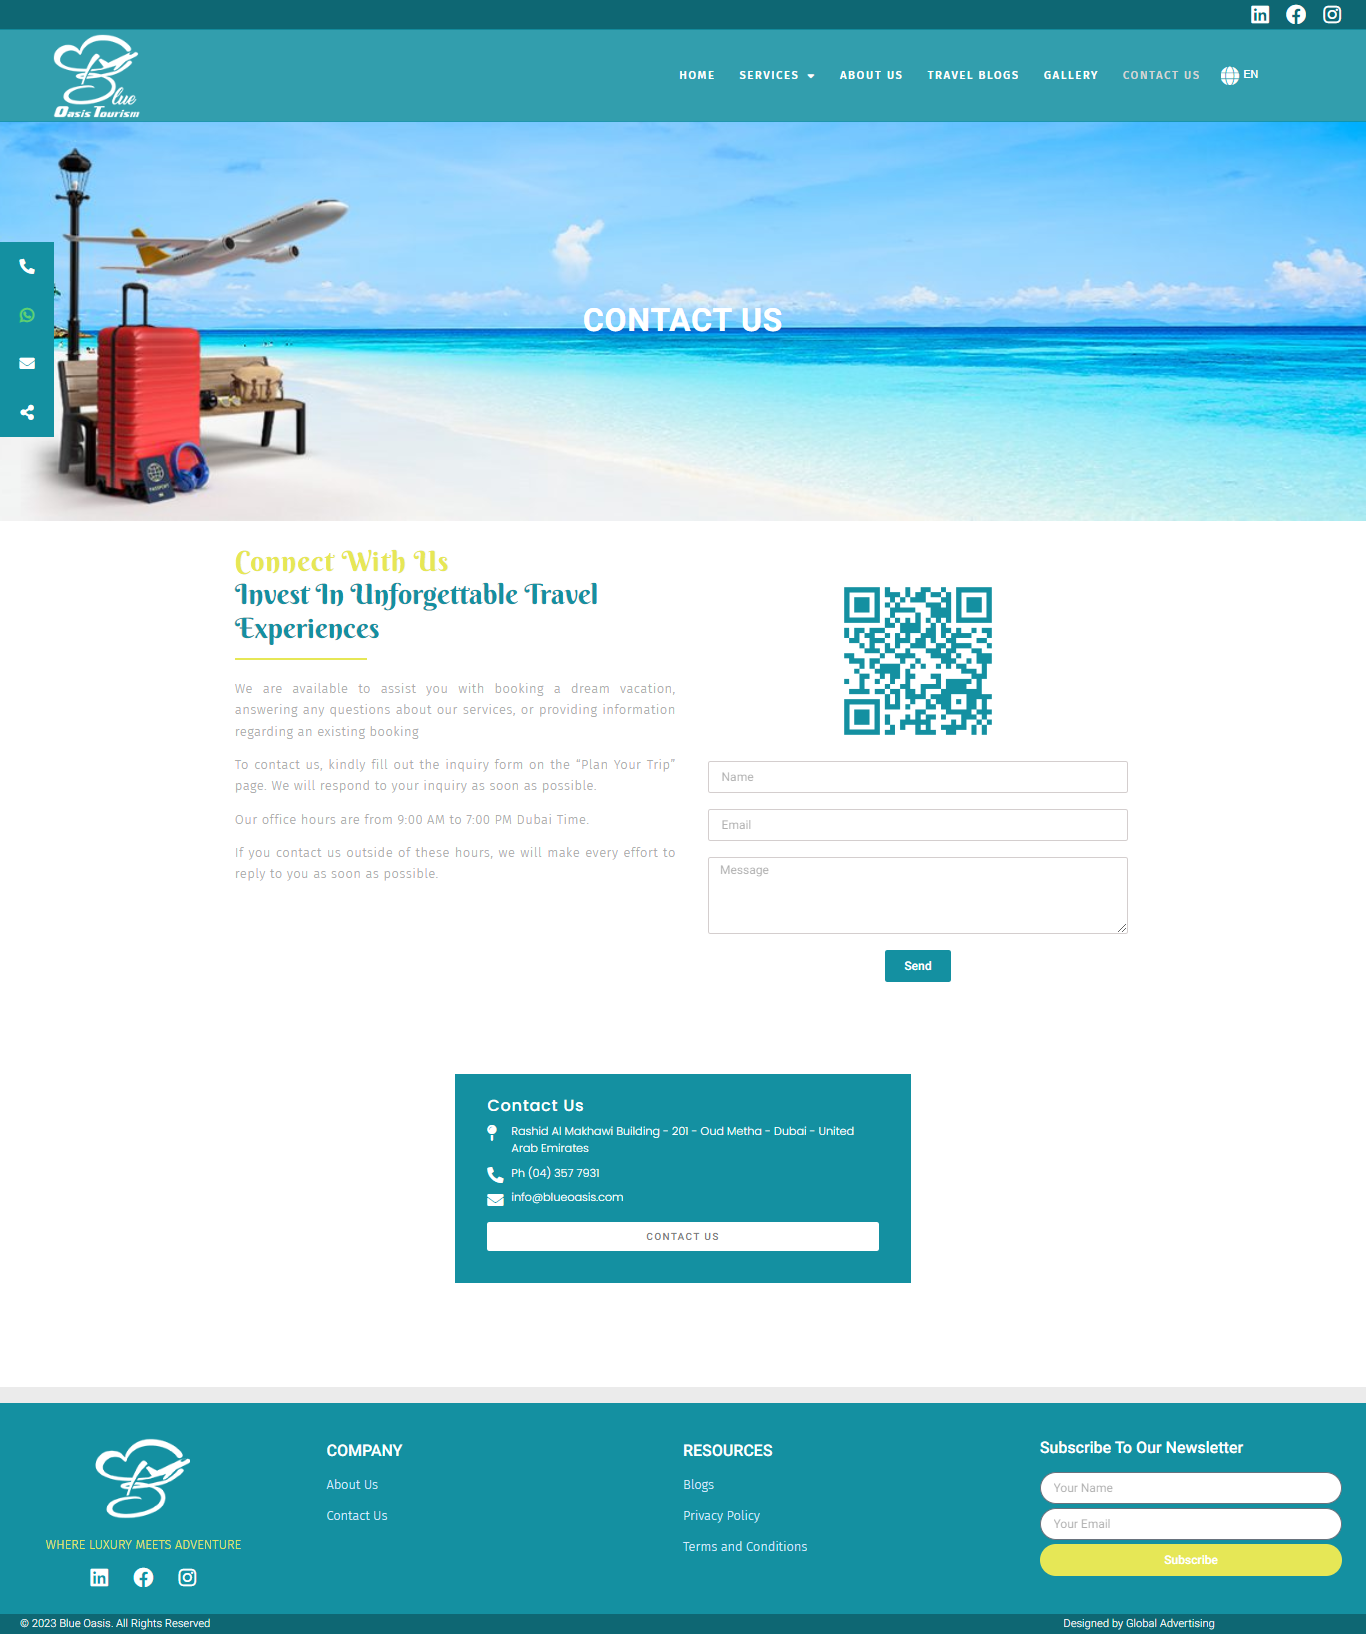 Blue
Oasis Tourism
HOME SERVICES ABOUT US TRAVEL BLOGS GALLERY CONTACT US EN
CONTACT US
PASSPORT
Connect With Us
Invest In Unforgettable Travel
Experiences
We are available to assist you with booking a dream vacation,
answering any questions about our services, or providing information
regarding an existing booking
To contact us, kindly fill out the inquiry form on the “Plan Your Trip”
page. We will respond to your inquiry as soon as possible.
Our office hours are from 9:00 AM to 7:00 PM Dubai Time.
If you contact us outside of these hours, we will make every effort to
reply to you as soon as possible.
Name
Email
Message
Send
Contact Us
Rashid Al Makhawi Building - 201 - Oud Metha - Dubai - United
Arab Emirates
Ph (04) 357 7931
info@blueoasis.com
CONTACT US
WHERE LUXURY MEETS ADVENTURE
COMPANY
About Us
Contact Us
RESOURCES
Blogs
Privacy Policy
Terms and Conditions
Subscribe To Our Newsletter
Your Name
Your Email
Subscribe
© 2023 Blue Oasis. All Rights Reserved
Designed by Global Advertising